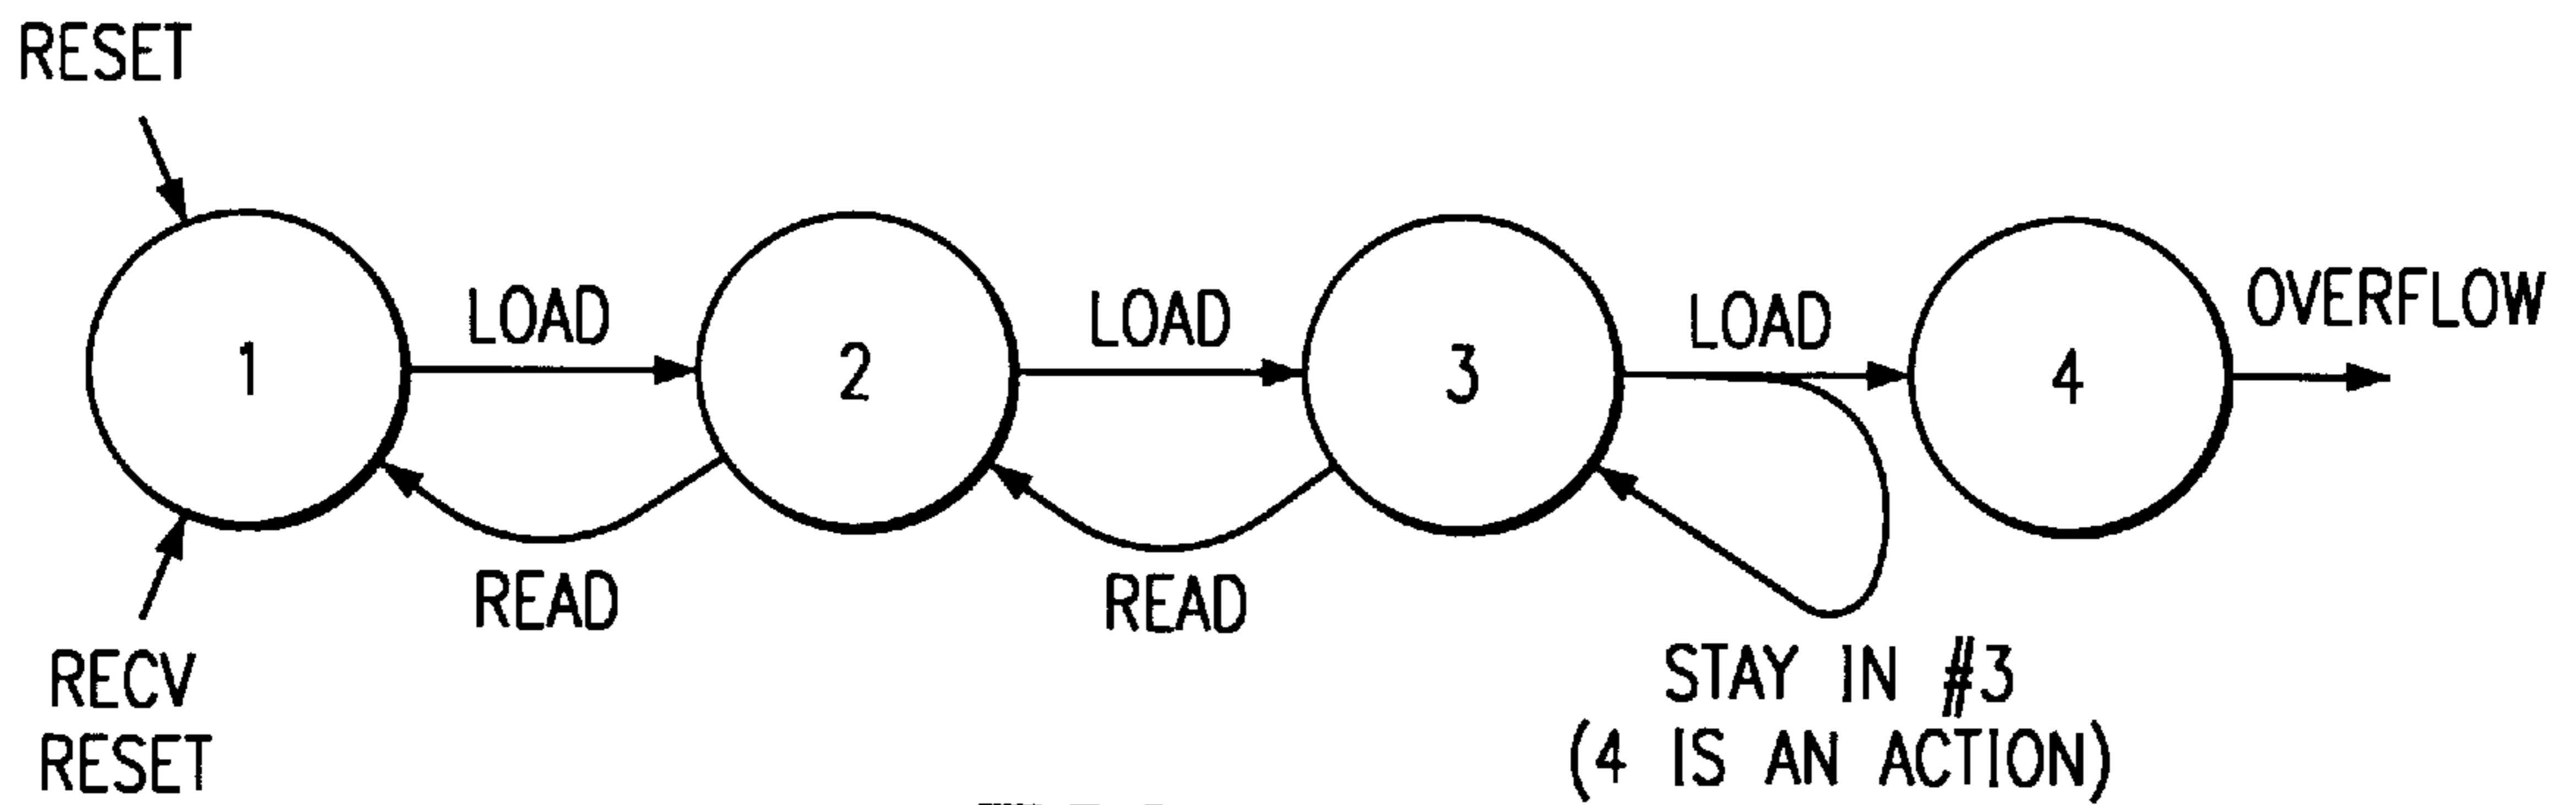 RESET
1
LOAD
2
LOAD
3
LOAD
4
OVERFLOW
READ
READ
RECV
RESET
STAY IN #3
(4 IS AN ACTION)